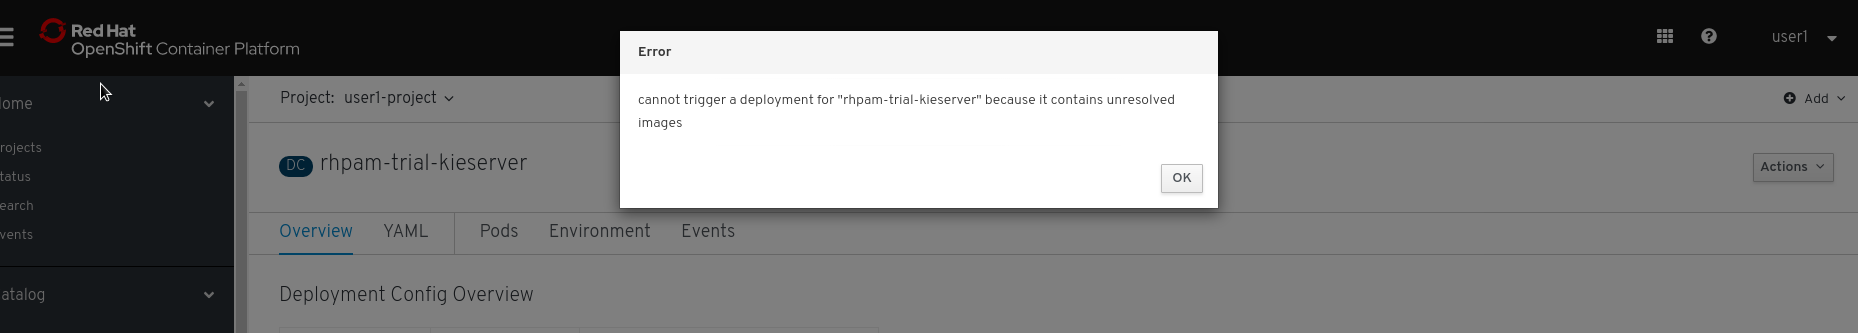 Red Hat
OpenShift Container Platform
user1
Error
cannot trigger a deployment for "rhpam-trial-kieserver" because it contains unresolved
images
OK
ome
rojects
tatus
earch
vents
atalog
Project: user1-project
Add
DC rhpam-trial-kieserver
Actions
Overview YAML Pods Environment Events
Deployment Config Overview